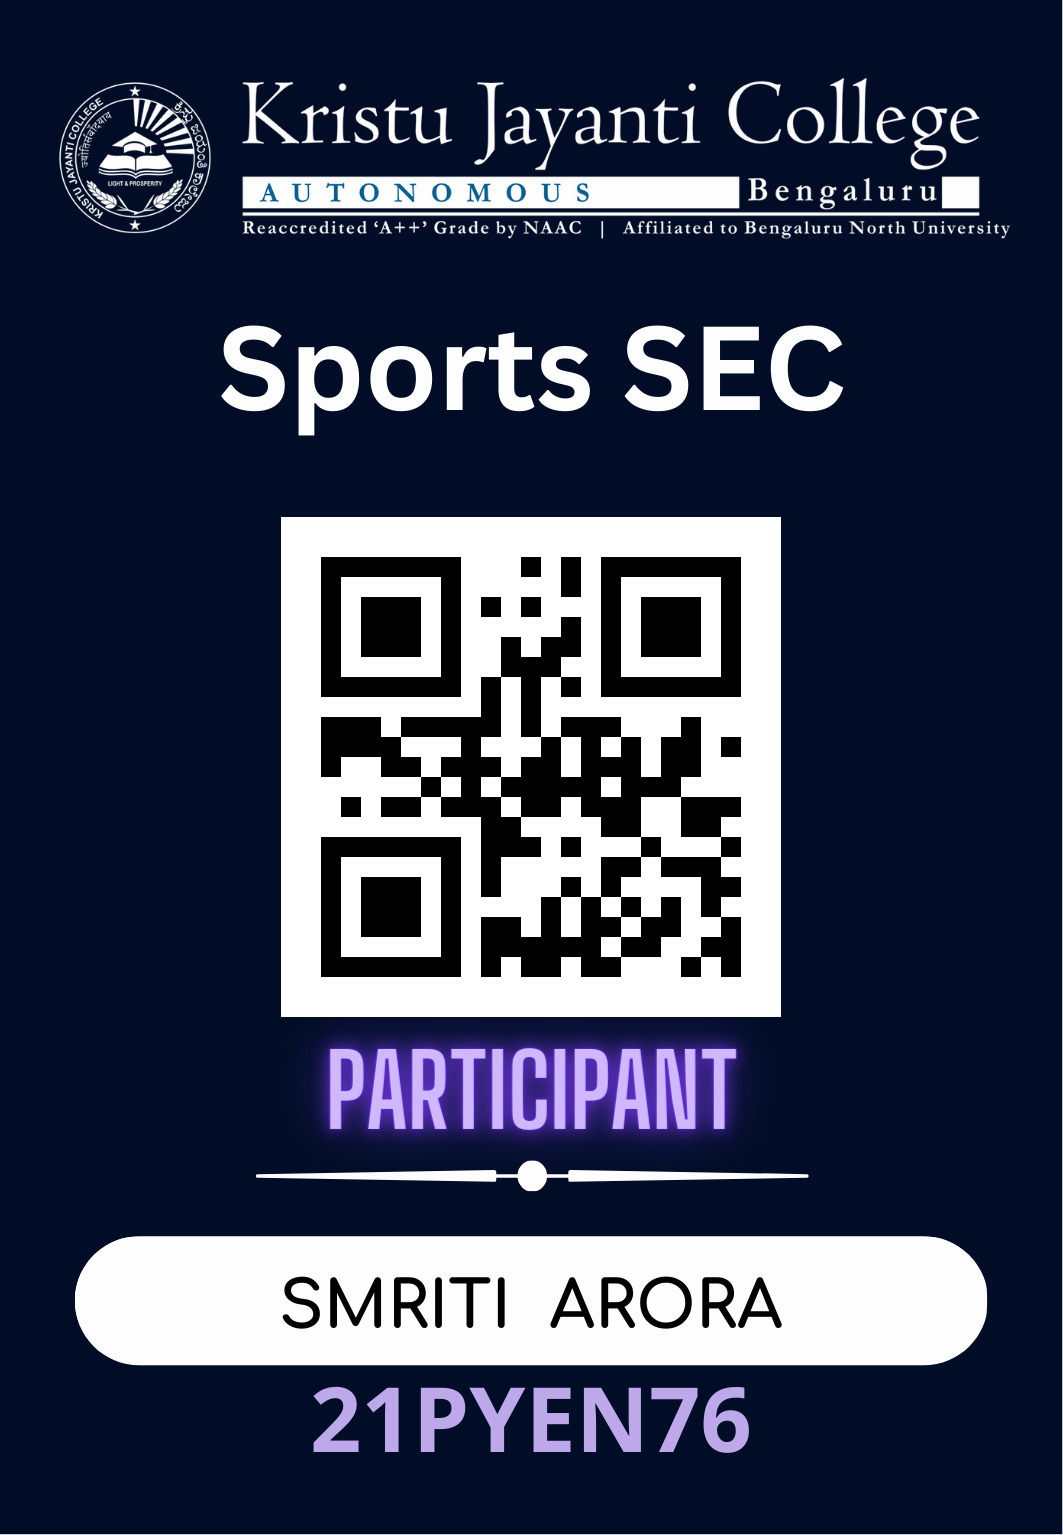 Kristu Jayanti College
AUTONOMOUS Bengaluru
Reaccredited ‘A++’ Grade by NAAC | Affiliated to Bengaluru North University
KRISTU JAYANTI COLLEGE
LIGHT & PROSPERITY
Sports SEC
PARTICIPANT
SMRITI ARORA
21PYEN76